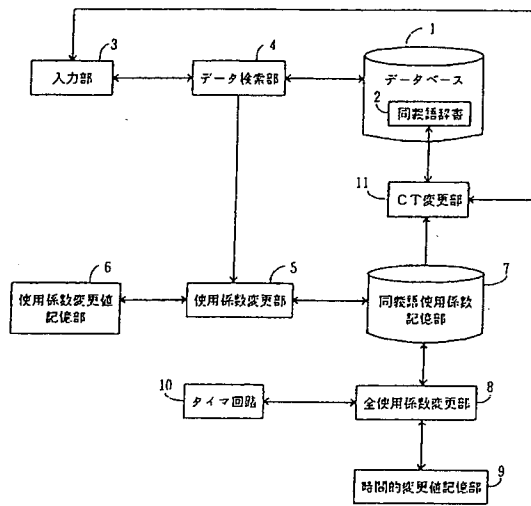 1
3
4
入力部
データ検索部
データベース
2
同義語辞書
11
CT変更部
6
5
7
使用係数変更値
記憶部
使用係数変更部
同義語使用係数
記憶部
10
8
タイマ回路
全使用係数変更部
9
時間的変更値記憶部